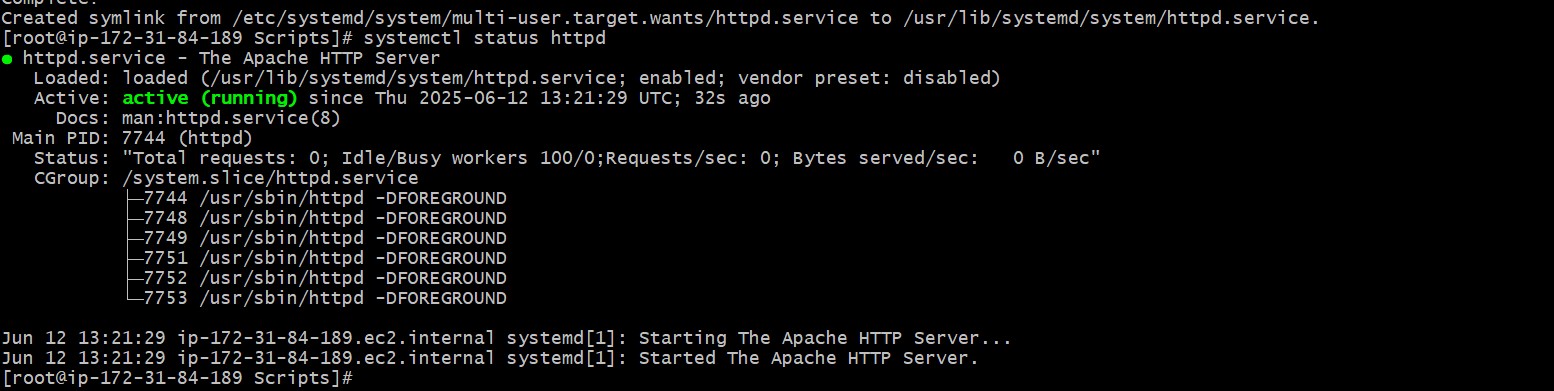 Complete!
Created symlink from /etc/systemd/system/multi-user.target.wants/httpd.service to /usr/lib/systemd/system/httpd.service.
[root@ip-172-31-84-189 Scripts]# systemctl status httpd
● httpd.service - The Apache HTTP Server
   Loaded: loaded (/usr/lib/systemd/system/httpd.service; enabled; vendor preset: disabled)
   Active: active (running) since Thu 2025-06-12 13:21:29 UTC; 32s ago
     Docs: man:httpd.service(8)
 Main PID: 7744 (httpd)
   Status: "Total requests: 0; Idle/Busy workers 100/0;Requests/sec: 0; Bytes served/sec:   0 B/sec"
   CGroup: /system.slice/httpd.service
           ├─7744 /usr/sbin/httpd -DFOREGROUND
           ├─7748 /usr/sbin/httpd -DFOREGROUND
           ├─7749 /usr/sbin/httpd -DFOREGROUND
           ├─7751 /usr/sbin/httpd -DFOREGROUND
           ├─7752 /usr/sbin/httpd -DFOREGROUND
           └─7753 /usr/sbin/httpd -DFOREGROUND
Jun 12 13:21:29 ip-172-31-84-189.ec2.internal systemd[1]: Starting The Apache HTTP Server...
Jun 12 13:21:29 ip-172-31-84-189.ec2.internal systemd[1]: Started The Apache HTTP Server.
[root@ip-172-31-84-189 Scripts]#